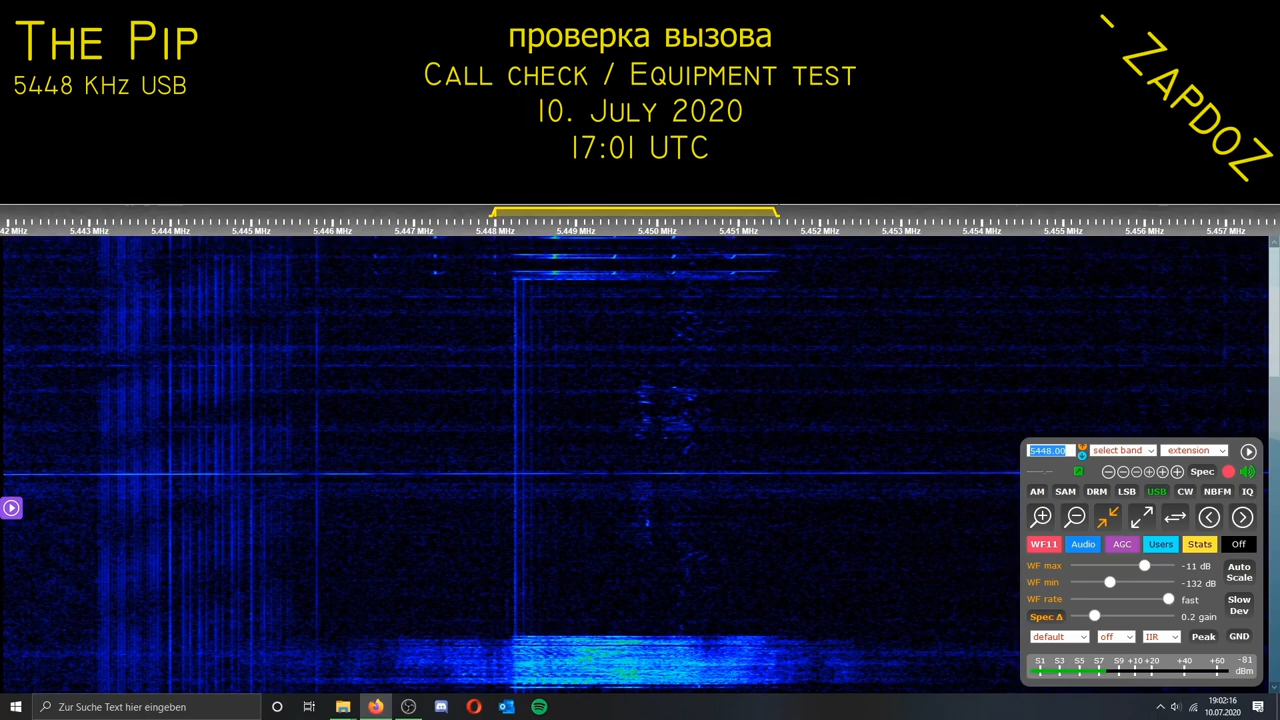 The Pip
5448 KHz USB
проверка вызова
Call check / Equipment test
10. July 2020
17:01 UTC
~ ZAPDOZ
42 MHz 5.443 MHz 5.444 MHz 5.445 MHz 5.446 MHz 5.447 MHz 5.448 MHz 5.449 MHz 5.450 MHz 5.451 MHz 5.452 MHz 5.453 MHz 5.454 MHz 5.455 MHz 5.456 MHz 5.457 MHz
5448.00 select band extension
Spec
AM SAM DRM LSB USB CW NBFM IQ
WF11 Audio AGC Users Stats Off
WF max -11 dB Auto Scale
WF min -132 dB
WF rate fast Slow Dev
Spec Δ 0.2 gain
default off IIR Peak GND
S1 S3 S5 S7 S9 +10 +20 +40 +60 -81 dBm
Zur Suche Text hier eingeben
19:02:16
10.07.2020